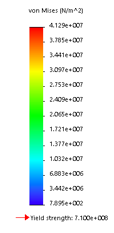 von Mises (N/m^2)
4.129e+007
3.785e+007
3.441e+007
3.097e+007
2.753e+007
2.409e+007
2.065e+007
1.721e+007
1.377e+007
1.032e+007
6.883e+006
3.442e+006
7.895e+002
Yield strength: 7.100e+008